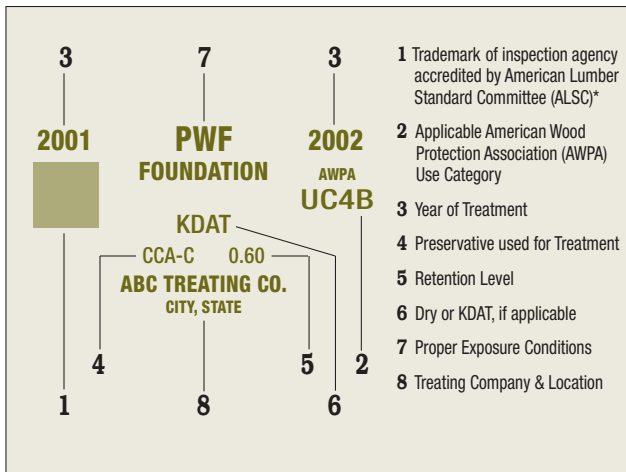 3 7 3
2001 PWF 2002
FOUNDATION AWPA
UC4B
KDAT
CCA-C 0.60
ABC TREATING CO.
CITY, STATE
4 5 2
1 8 6
1 Trademark of inspection agency
accredited by American Lumber
Standard Committee (ALSC)*
2 Applicable American Wood
Protection Association (AWPA)
Use Category
3 Year of Treatment
4 Preservative used for Treatment
5 Retention Level
6 Dry or KDAT, if applicable
7 Proper Exposure Conditions
8 Treating Company & Location